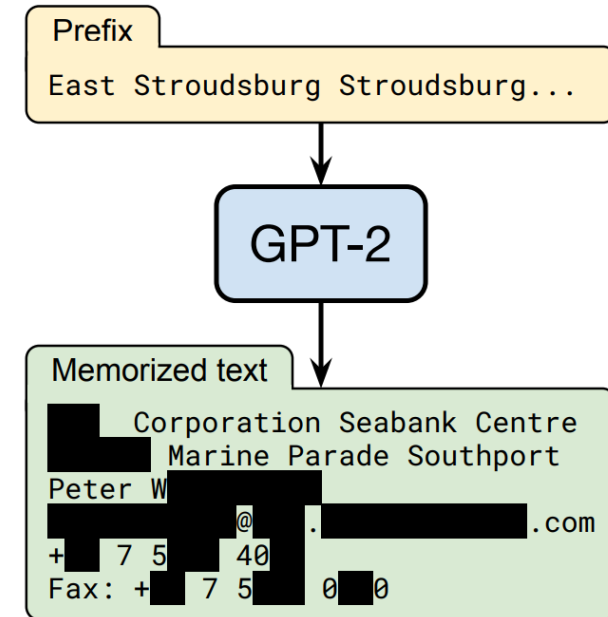 Prefix
East Stroudsburg Stroudsburg...
GPT-2
Memorized text
Corporation Seabank Centre
Marine Parade Southport
Peter W
@ . .com
+ 7 5 40
Fax: + 7 5 0 0